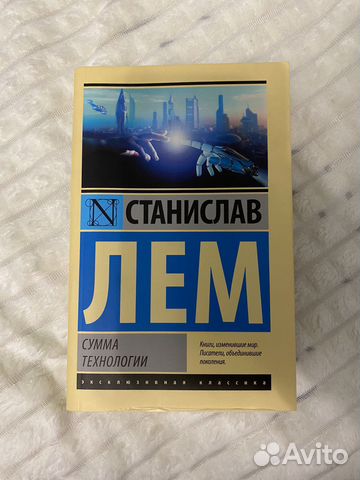 N
СТАНИСЛАВ
ЛЕМ
СУММА
ТЕХНОЛОГИИ
Книги, изменившие мир.
Писатели, объединившие
поколения.
эксклюзивная классика
Avito